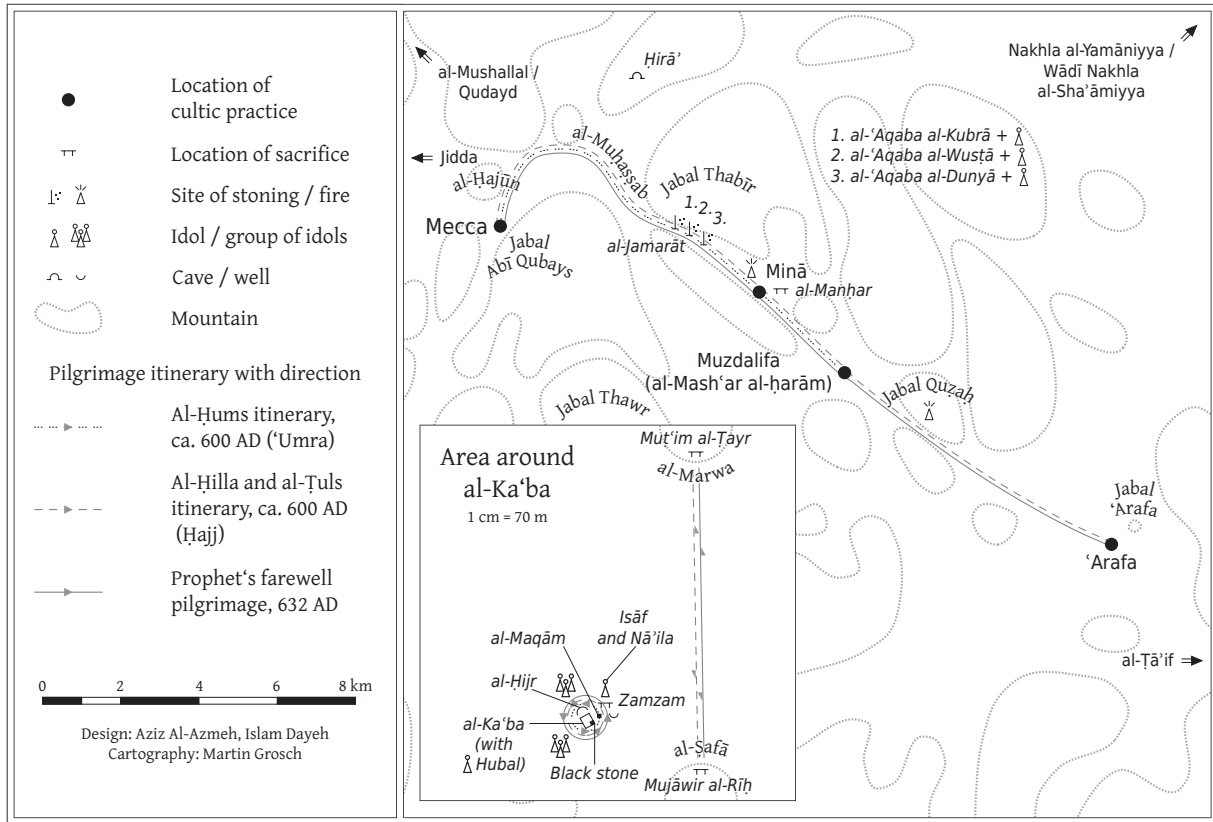 Location of
cultic practice
Location of sacrifice
Site of stoning / fire
Idol / group of idols
Cave / well
Mountain
Pilgrimage itinerary with direction
Al-Ḥums itinerary,
ca. 600 AD (‘Umra)
Al-Ḥilla and al-Ṭuls
itinerary, ca. 600 AD
(Ḥajj)
Prophet‘s farewell
pilgrimage, 632 AD
0 2 4 6 8 km
Design: Aziz Al-Azmeh, Islam Dayeh
Cartography: Martin Grosch
al-Mushallal /
Qudayd
Ḥirāʾ
Nakhla al-Yamāniyya /
Wādī Nakhla
al-Shaʾāmiyya
1. al-ʿAqaba al-Kubrā +
2. al-ʿAqaba al-Wusṭā +
3. al-ʿAqaba al-Dunyā +
Jidda
al-Hajūn
al-Muhaṣṣab
Jabal Thabīr
1. 2. 3.
Mecca
Jabal
Abī Qubays
al-Jamarāt
Minā
al-Manḥar
Muzdalifa
(al-Mashʿar al-ḥarām)
Jabal Quzaḥ
Jabal Thawr
Jabal
ʿArafa
ʿArafa
al-Ṭāʾif
Area around
al-Ka‘ba
1 cm = 70 m
Mutʿim al-Ṭayr
al-Marwa
Isāf
and Nāʾila
al-Maqām
al-Ḥijr
Zamzam
al-Kaʿba
(with
Hubal)
Black stone
al-Ṣafā
Mujāwir al-Rīḥ